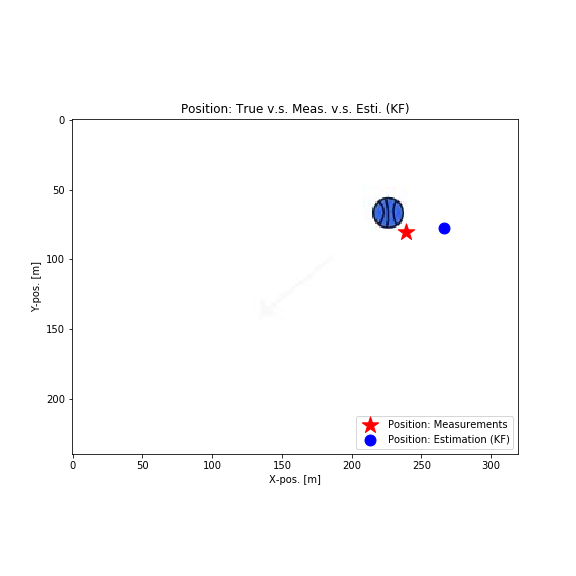 Position: True v.s. Meas. v.s. Esti. (KF)
0
50
100
150
200
Y-pos. [m]
0 50 100 150 200 250 300
X-pos. [m]
Position: Measurements
Position: Estimation (KF)